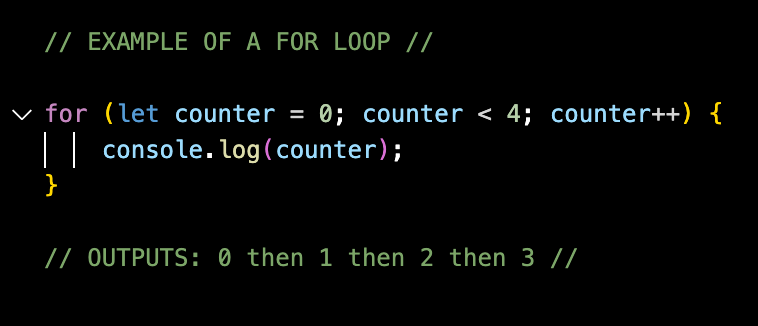 // EXAMPLE OF A FOR LOOP //
for (let counter = 0; counter < 4; counter++) {
console.log(counter);
}
// OUTPUTS: 0 then 1 then 2 then 3 //